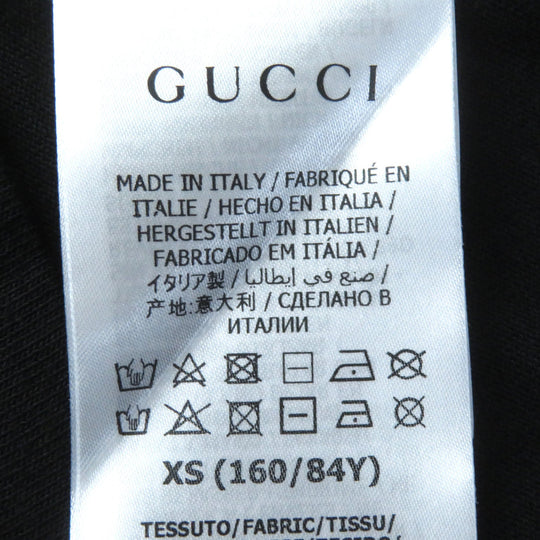 GUCCI
MADE IN ITALY / FABRIQUÉ EN
ITALIE / HECHO EN ITALIA /
HERGESTELLT IN ITALIEN /
FABRICADO EM ITÁLIA /
イタリア製 / صنع في إيطاليا /
产地:意大利 / СДЕЛАНО В
ИТАЛИИ
XS (160/84Y)
TESSUTO/FABRIC/TISSU/